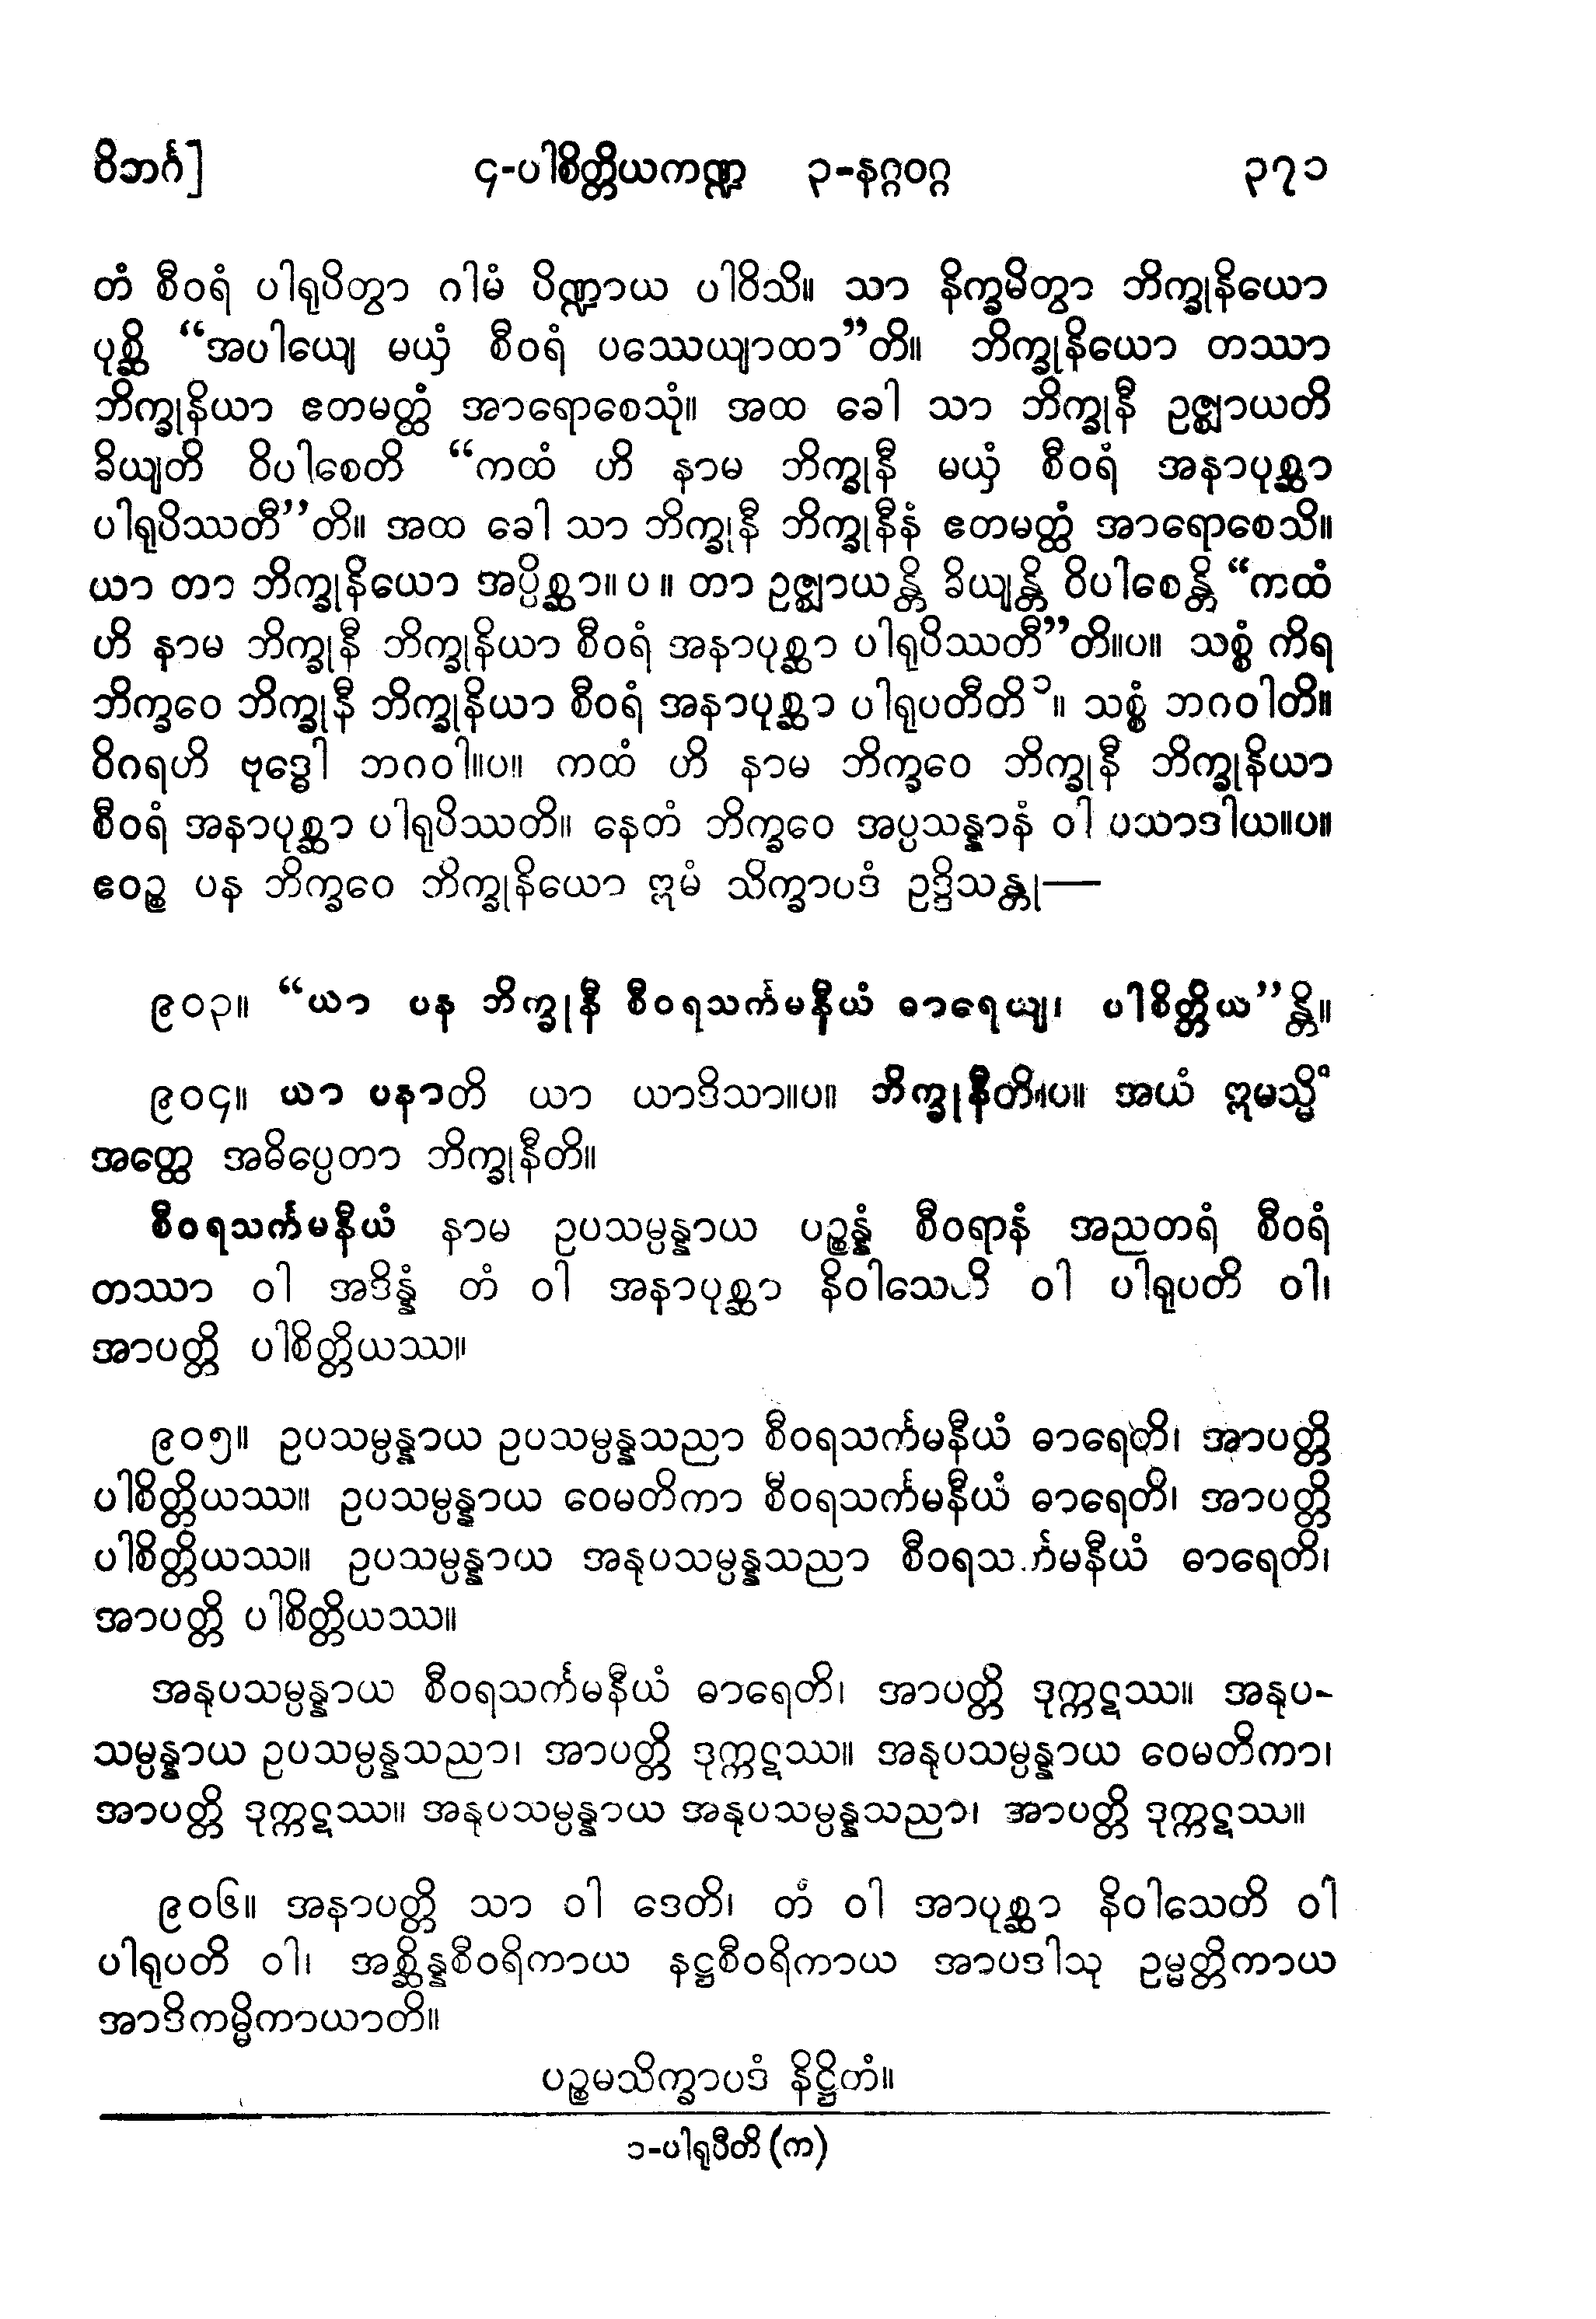 ဝိဘင်္ဂ] ၄-ပါစိတ္တိယကဏ္ဍ ၃-နဂ္ဂဝဂ္ဂ ၃၇၁
တံ စီဝရံ ပါရုပိတွာ ဂါမံ ပိဏ္ဍာယ ပါဝိသိ။ သာ နိက္ခမိတွာ ဘိက္ခုနိယော
ပုစ္ဆိ “အပါယျေ မယှံ စီဝရံ ပဿေယျာထာ”တိ။ ဘိက္ခုနိယော တဿာ
ဘိက္ခုနိယာ ဧတမတ္ထံ အာရောစေသုံ။ အထ ခေါ သာ ဘိက္ခုနီ ဥဇ္ဈာယတိ
ခိယျတိ ဝိပါစေတိ “ကထံ ဟိ နာမ ဘိက္ခုနီ မယှံ စီဝရံ အနာပုစ္ဆာ
ပါရုပိဿတီ”တိ။ အထ ခေါ သာ ဘိက္ခုနီ ဘိက္ခုနီနံ ဧတမတ္ထံ အာရောစေသိ။
ယာ တာ ဘိက္ခုနိယော အပ္ပိစ္ဆာ။ပ။ တာ ဥဇ္ဈာယန္တိ ခိယျန္တိ ဝိပါစေန္တိ “ကထံ
ဟိ နာမ ဘိက္ခုနီ ဘိက္ခုနိယာ စီဝရံ အနာပုစ္ဆာ ပါရုပိဿတီ”တိ။ပ။ သစ္စံ ကိရ
ဘိက္ခဝေ ဘိက္ခုနီ ဘိက္ခုနိယာ စီဝရံ အနာပုစ္ဆာ ပါရုပတီတိ၁။ သစ္စံ ဘဂဝါတိ။
ဝိဂရဟိ ဗုဒ္ဓေါ ဘဂဝါ။ပ။ ကထံ ဟိ နာမ ဘိက္ခဝေ ဘိက္ခုနီ ဘိက္ခုနိယာ
စီဝရံ အနာပုစ္ဆာ ပါရုပိဿတိ။ နေတံ ဘိက္ခဝေ အပ္ပသန္နာနံ ဝါ ပသာဒါယ။ပ။
ဧဝဉ္စ ပန ဘိက္ခဝေ ဘိက္ခုနိယော ဣမံ သိက္ခာပဒံ ဥဒ္ဒိသန္တု—
၉၀၃။ “ယာ ပန ဘိက္ခုနီ စီဝရသင်္ကမနီယံ ဓာရေယျ၊ ပါစိတ္တိယ”န္တိ။
၉၀၄။ ယာ ပနာတိ ယာ ယာဒိသာ။ပ။ ဘိက္ခုနီတိ။ပ။ အယံ ဣမသ္မိံ
အတ္ထေ အဓိပ္ပေတာ ဘိက္ခုနီတိ။
စီဝရသင်္ကမနီယံ နာမ ဥပသမ္ပန္နာယ ပဉ္စန္နံ စီဝရာနံ အညတရံ စီဝရံ
တဿာ ဝါ အဒိန္နံ တံ ဝါ အနာပုစ္ဆာ နိဝါသေတိ ဝါ ပါရုပတိ ဝါ၊
အာပတ္တိ ပါစိတ္တိယဿ။
၉၀၅။ ဥပသမ္ပန္နာယ ဥပသမ္ပန္နသညာ စီဝရသင်္ကမနီယံ ဓာရေတိ၊ အာပတ္တိ
ပါစိတ္တိယဿ။ ဥပသမ္ပန္နာယ ဝေမတိကာ စီဝရသင်္ကမနီယံ ဓာရေတိ၊ အာပတ္တိ
ပါစိတ္တိယဿ။ ဥပသမ္ပန္နာယ အနုပသမ္ပန္နသညာ စီဝရသင်္ကမနီယံ ဓာရေတိ၊
အာပတ္တိ ပါစိတ္တိယဿ။
အနုပသမ္ပန္နာယ စီဝရသင်္ကမနီယံ ဓာရေတိ၊ အာပတ္တိ ဒုက္ကဋဿ။ အနုပ-
သမ္ပန္နာယ ဥပသမ္ပန္နသညာ၊ အာပတ္တိ ဒုက္ကဋဿ။ အနုပသမ္ပန္နာယ ဝေမတိကာ၊
အာပတ္တိ ဒုက္ကဋဿ။ အနုပသမ္ပန္နာယ အနုပသမ္ပန္နသညာ၊ အာပတ္တိ ဒုက္ကဋဿ။
၉၀၆။ အနာပတ္တိ သာ ဝါ ဒေတိ၊ တံ ဝါ အာပုစ္ဆာ နိဝါသေတိ ဝါ
ပါရုပတိ ဝါ၊ အစ္ဆိန္နစီဝရိကာယ နဋ္ဌစီဝရိကာယ အာပဒါသု ဥမ္မတ္တိကာယ
အာဒိကမ္မိကာယာတိ။
ပဉ္စမသိက္ခာပဒံ နိဋ္ဌိတံ။
၁-ပါရုပီတိ (က)